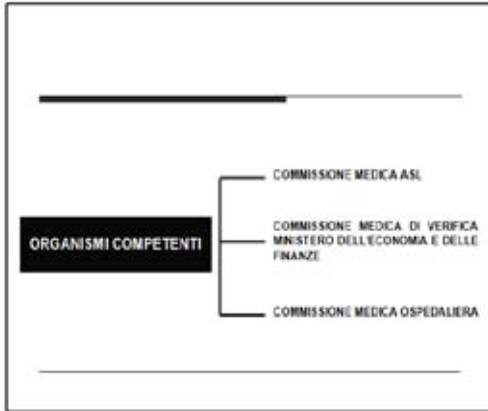 ORGANISMI COMPETENTI
COMMISSIONE MEDICA ASL
COMMISSIONE MEDICA DI VERIFICA
MINISTERO DELL'ECONOMIA E DELLE
FINANZE
COMMISSIONE MEDICA OSPEDALIERA